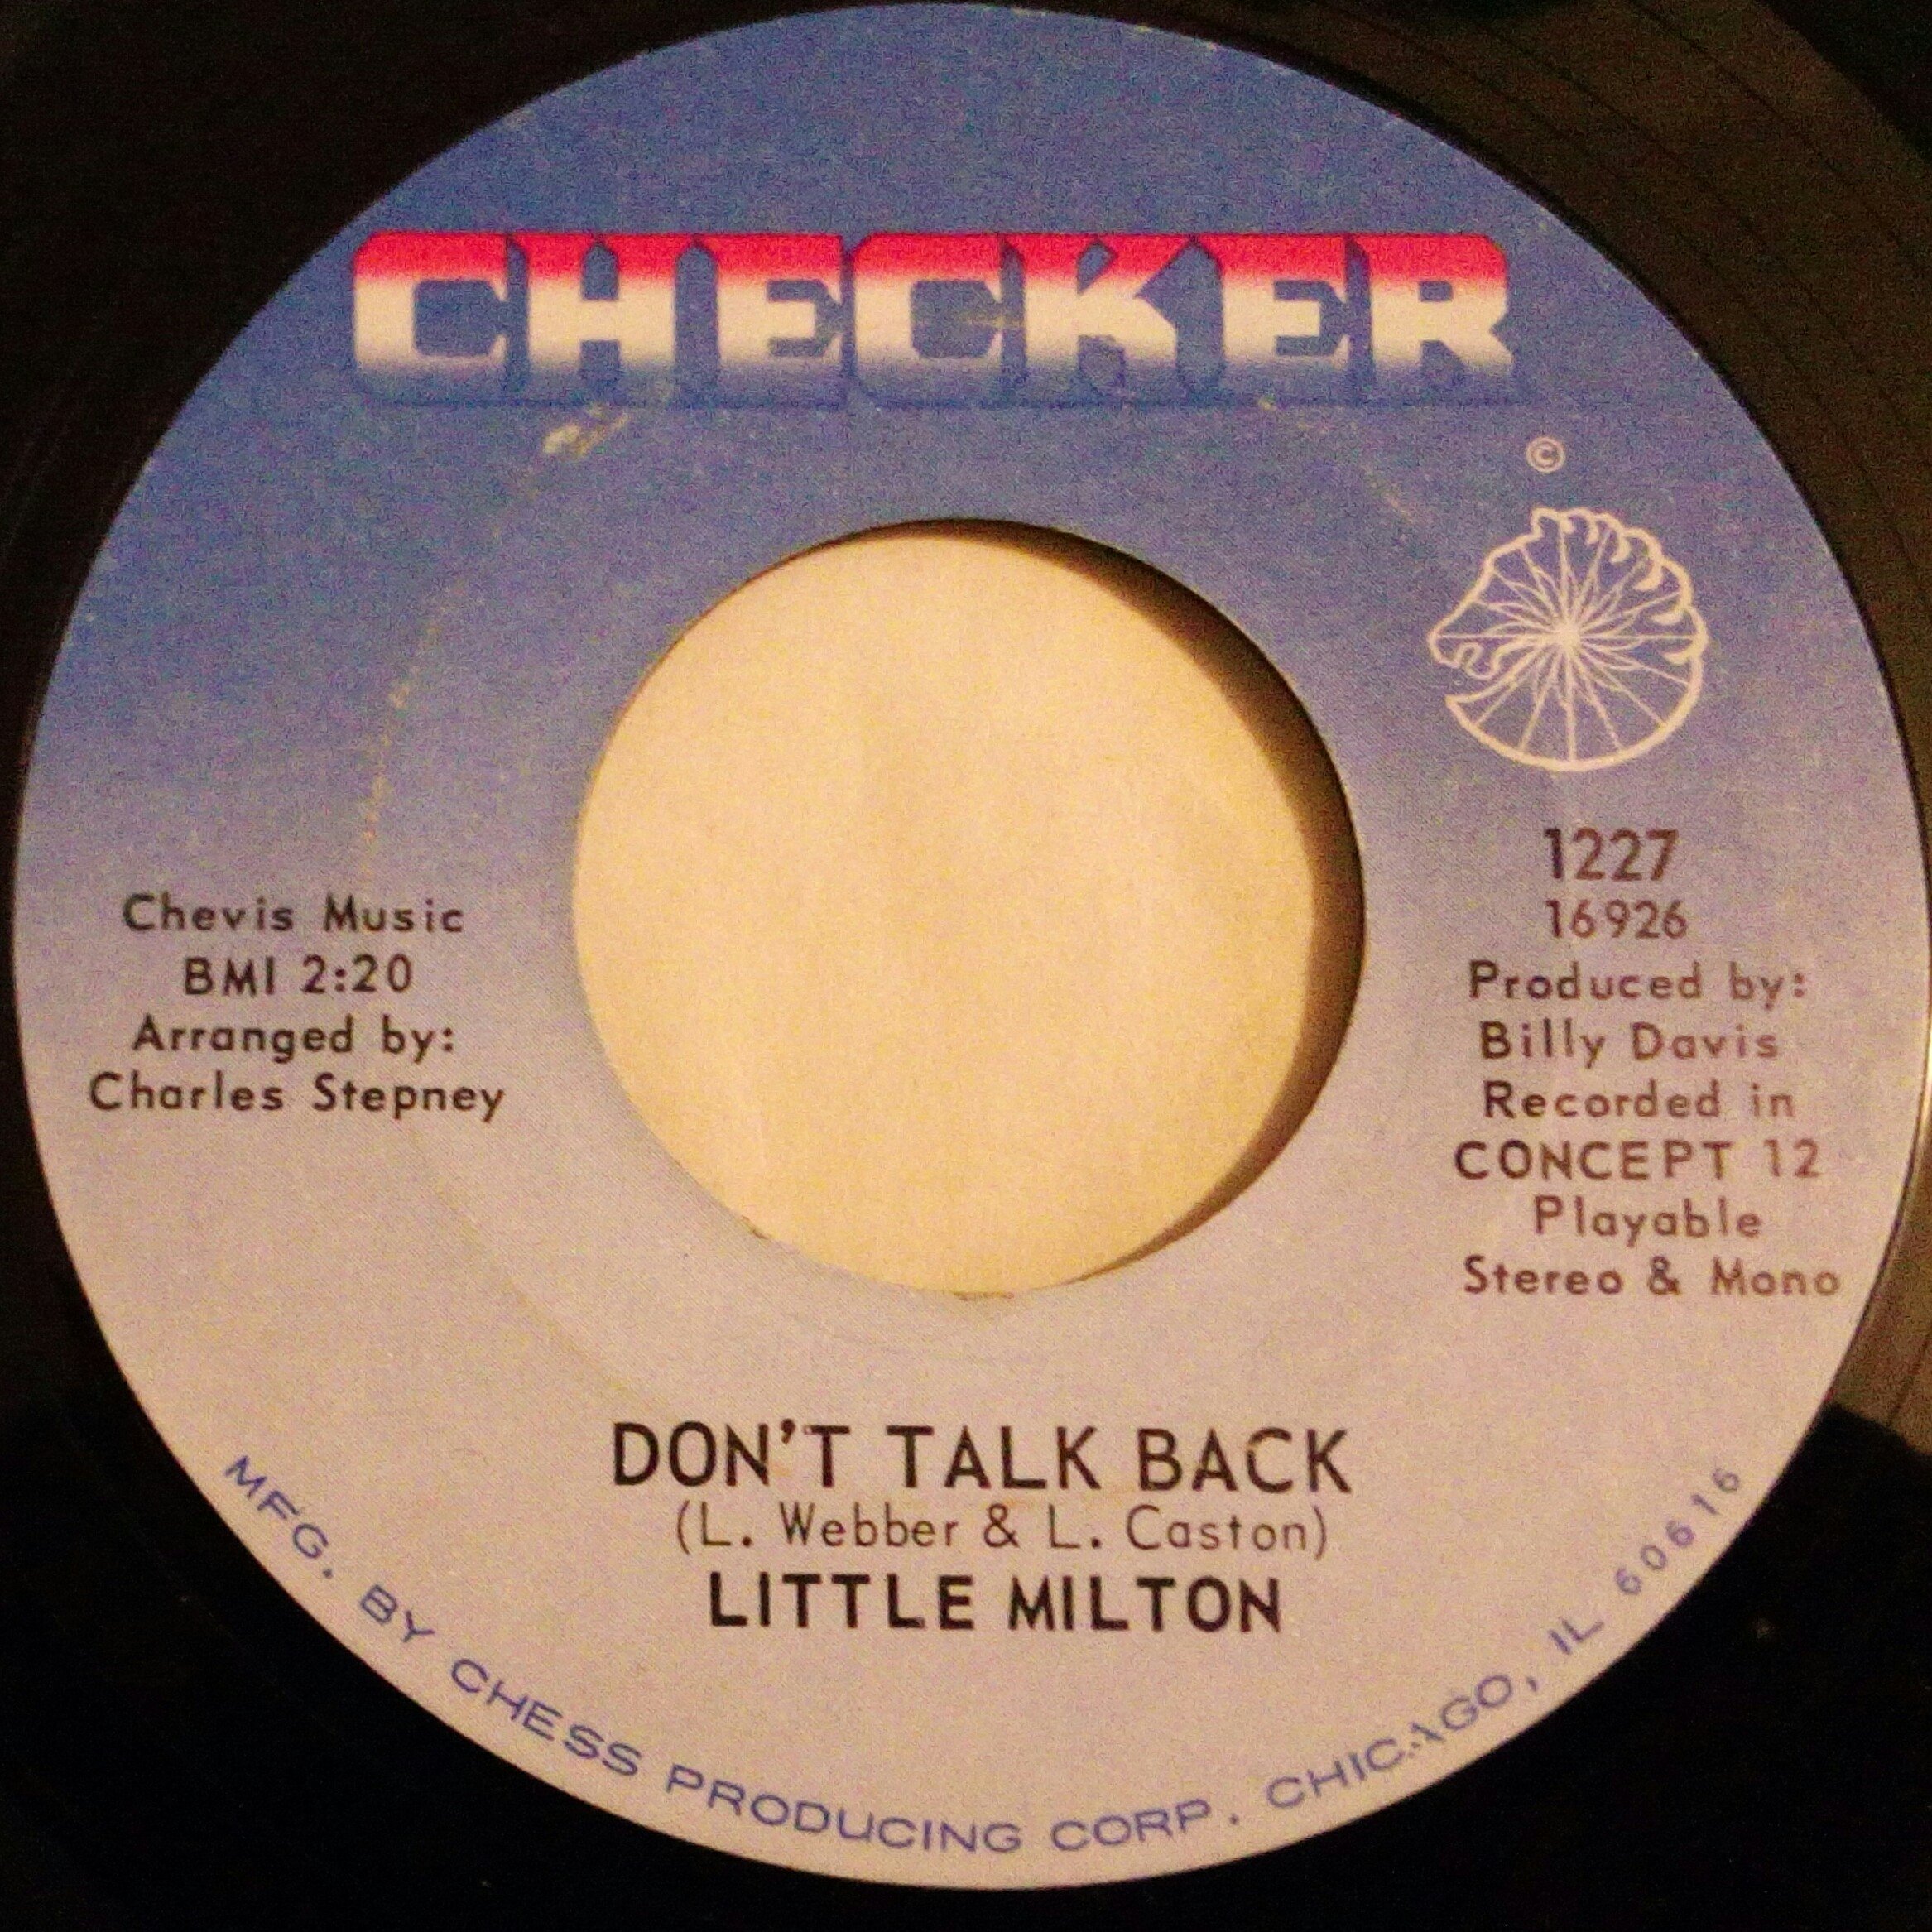 CHECKER
©
Chevis Music
BMI 2:20
Arranged by:
Charles Stepney
1227
16926
Produced by:
Billy Davis
Recorded in
CONCEPT 12
Playable
Stereo & Mono
DON'T TALK BACK
(L. Webber & L. Caston)
LITTLE MILTON
MFG. BY CHESS PRODUCING CORP. CHICAGO, IL 60616